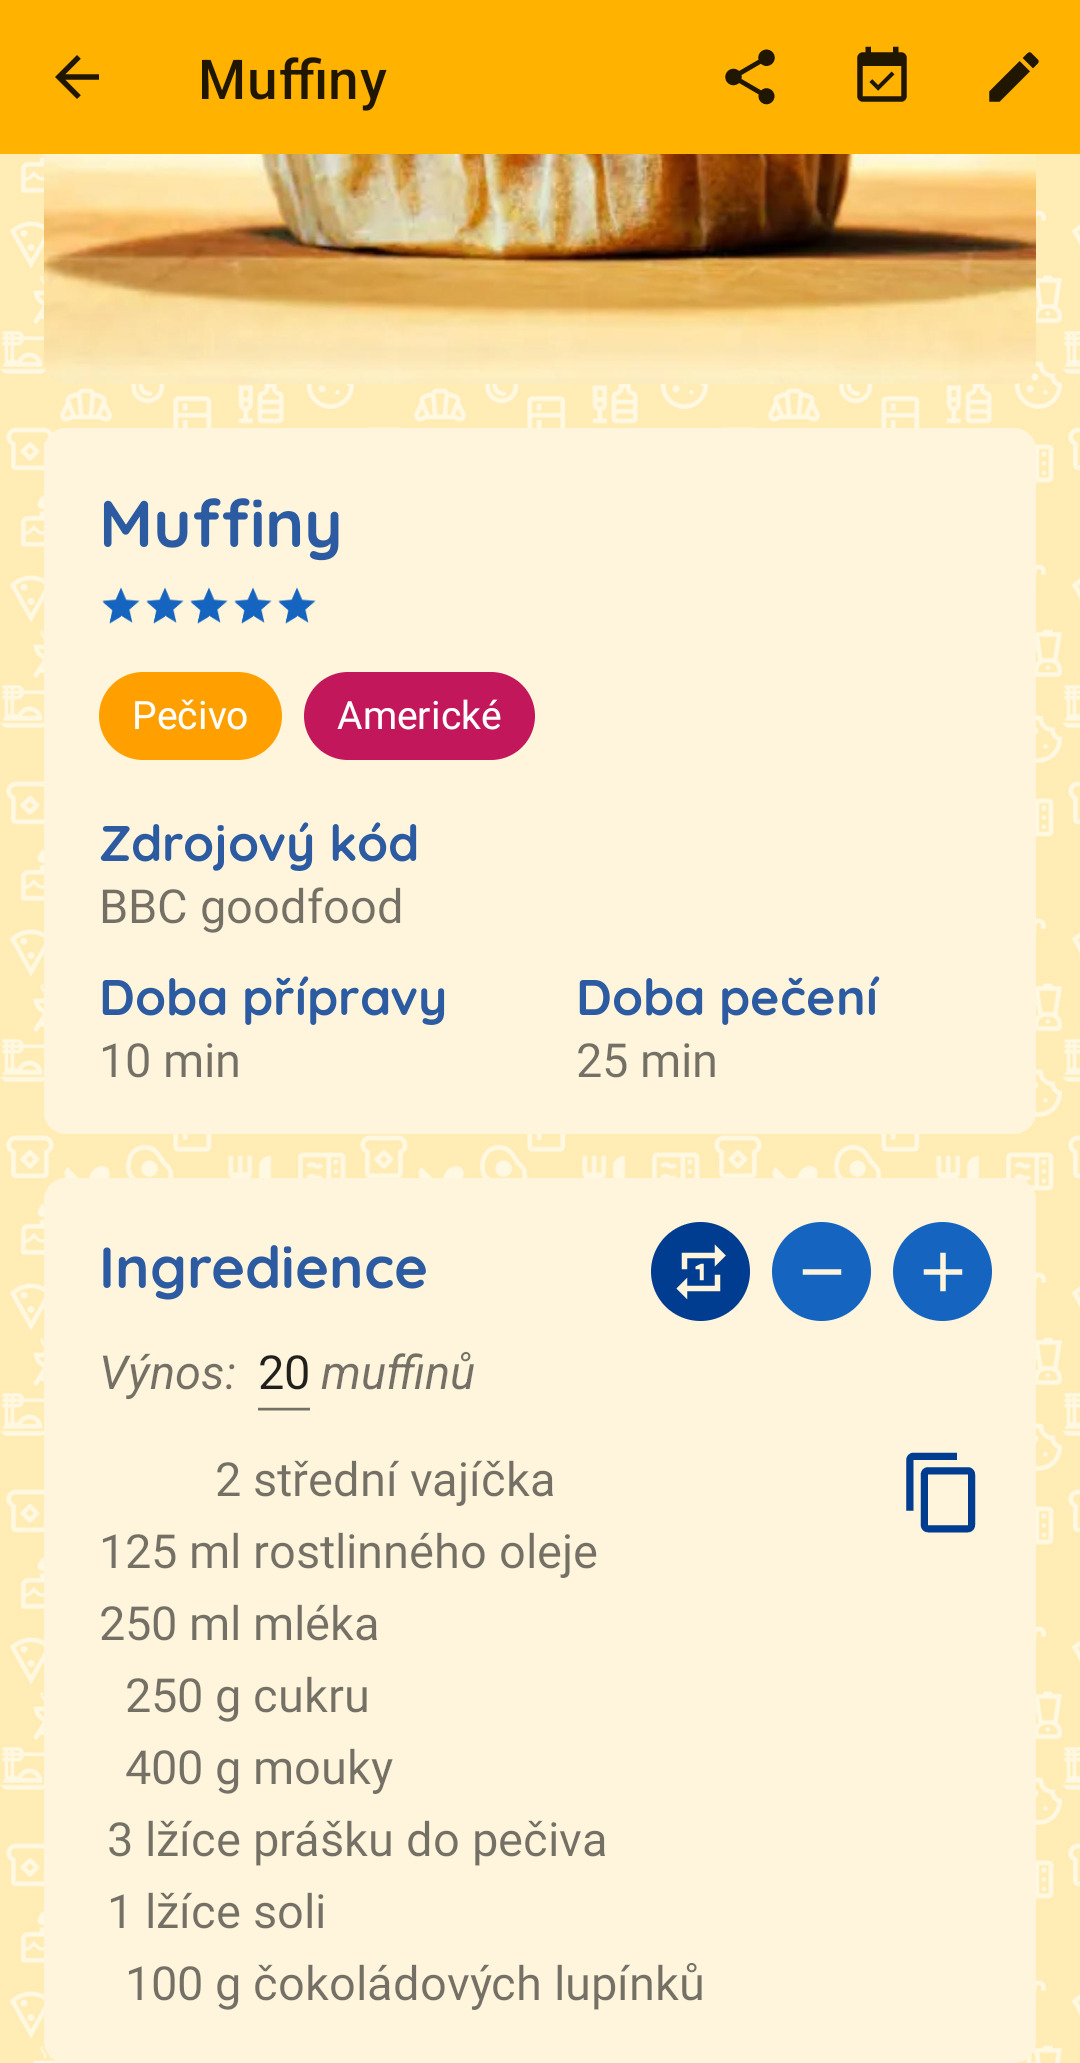 Muffiny
Muffiny
Pečivo Americké
Zdrojový kód
BBC goodfood
Doba přípravy Doba pečení
10 min 25 min
Ingredience 1
Výnos: 20 muffinů
2 střední vajíčka
125 ml rostlinného oleje
250 ml mléka
250 g cukru
400 g mouky
3 lžíce prášku do pečiva
1 lžíce soli
100 g čokoládových lupínků